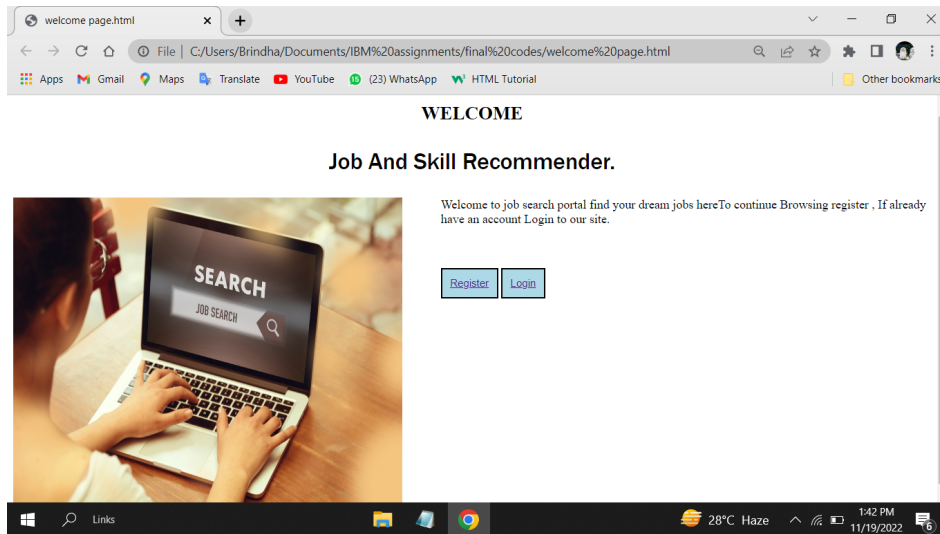 welcome page.html
File | C:/Users/Brindha/Documents/IBM%20assignments/final%20codes/welcome%20page.html
Apps Gmail Maps Translate YouTube 15 (23) WhatsApp HTML Tutorial Other bookmarks
WELCOME
Job And Skill Recommender.
Welcome to job search portal find your dream jobs hereTo continue Browsing register , If already
have an account Login to our site.
SEARCH
JOB SEARCH
Register Login
Links 28°C Haze 1:42 PM
11/19/2022 6